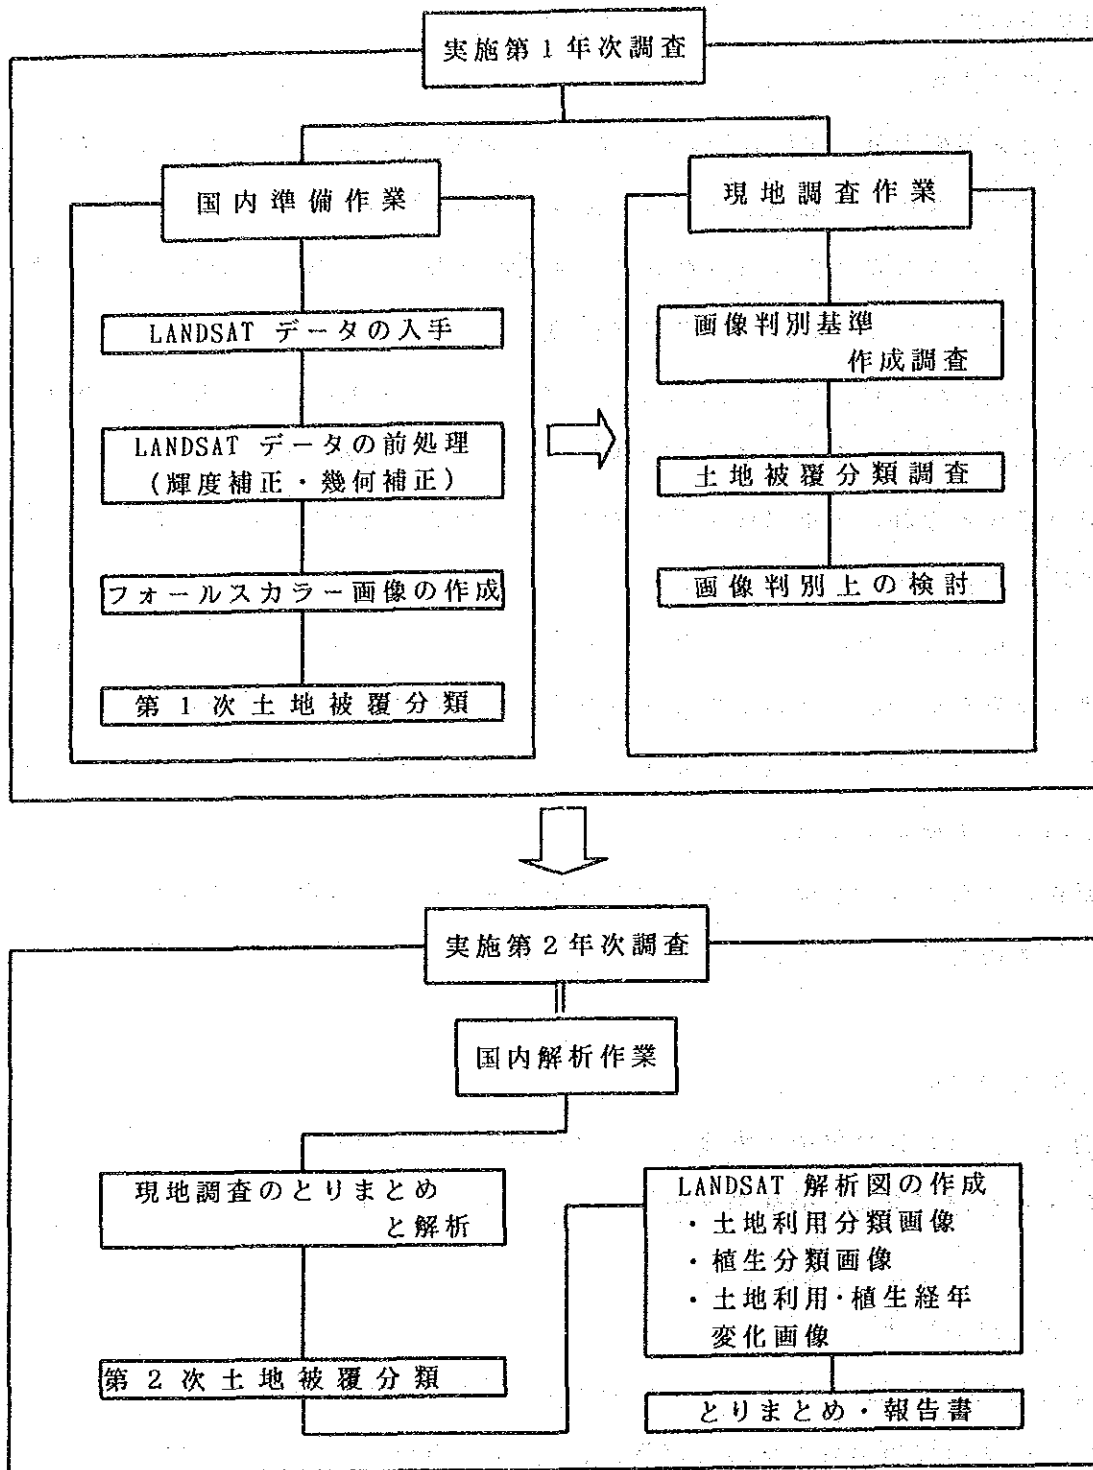 実施第1年次調査
国内準備作業
LANDSAT データの入手
LANDSAT データの前処理
(輝度補正・幾何補正)
フォールスカラー画像の作成
第1次土地被覆分類
現地調査作業
画像判別基準
作成調査
土地被覆分類調査
画像判別上の検討
実施第2年次調査
国内解析作業
現地調査のとりまとめ
と解析
第2次土地被覆分類
LANDSAT 解析図の作成
・土地利用分類画像
・植生分類画像
・土地利用・植生経年
変化画像
とりまとめ・報告書